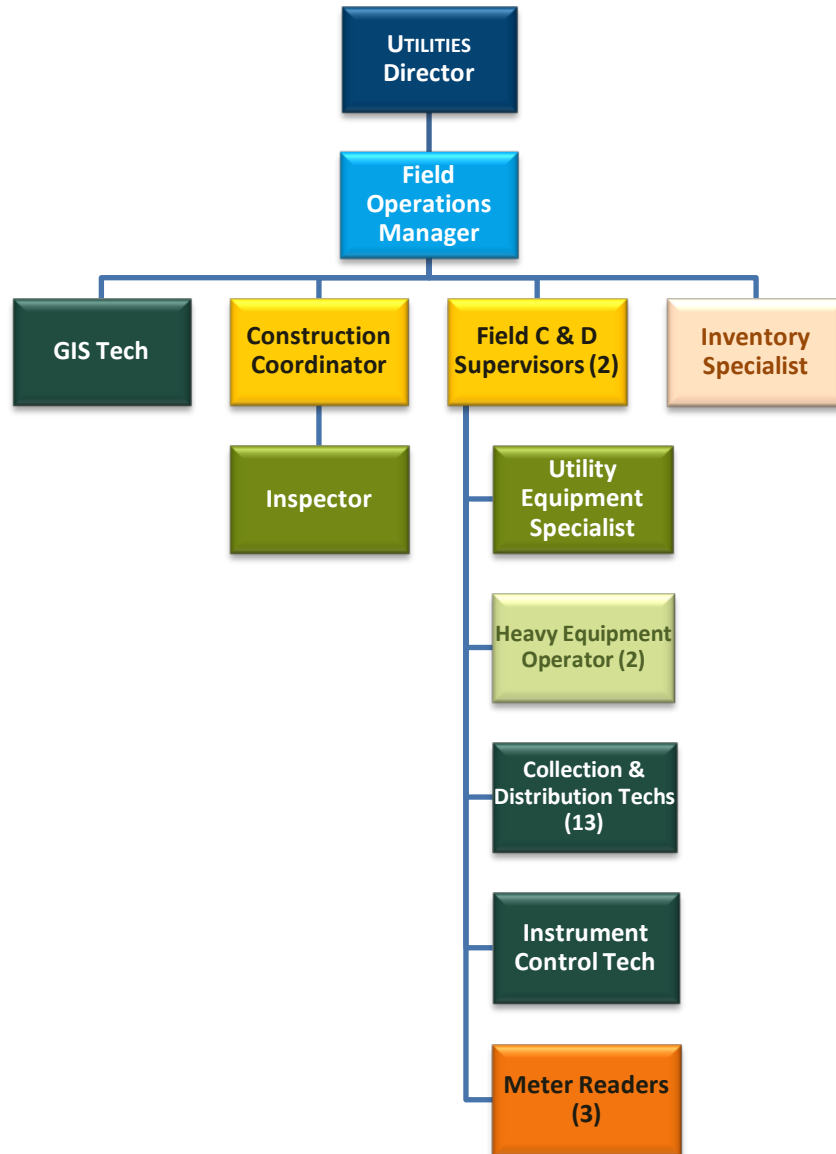 UTILITIES
Director
Field
Operations
Manager
GIS Tech
Construction
Coordinator
Field C & D
Supervisors (2)
Inventory
Specialist
Inspector
Utility
Equipment
Specialist
Heavy Equipment
Operator (2)
Collection &
Distribution Techs
(13)
Instrument
Control Tech
Meter Readers
(3)